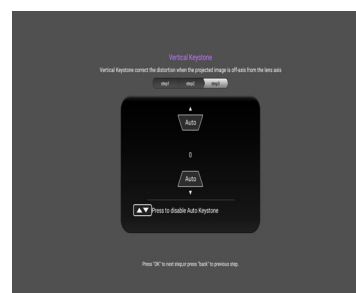 Vertical Keystone
Vertical Keystone correct the distortion when the projected image is off-axis from the lens axis
step1 step2 step3
Auto
0
Auto
Press to disable Auto Keystone
Press "OK" to next step,or press "back" to previous step.